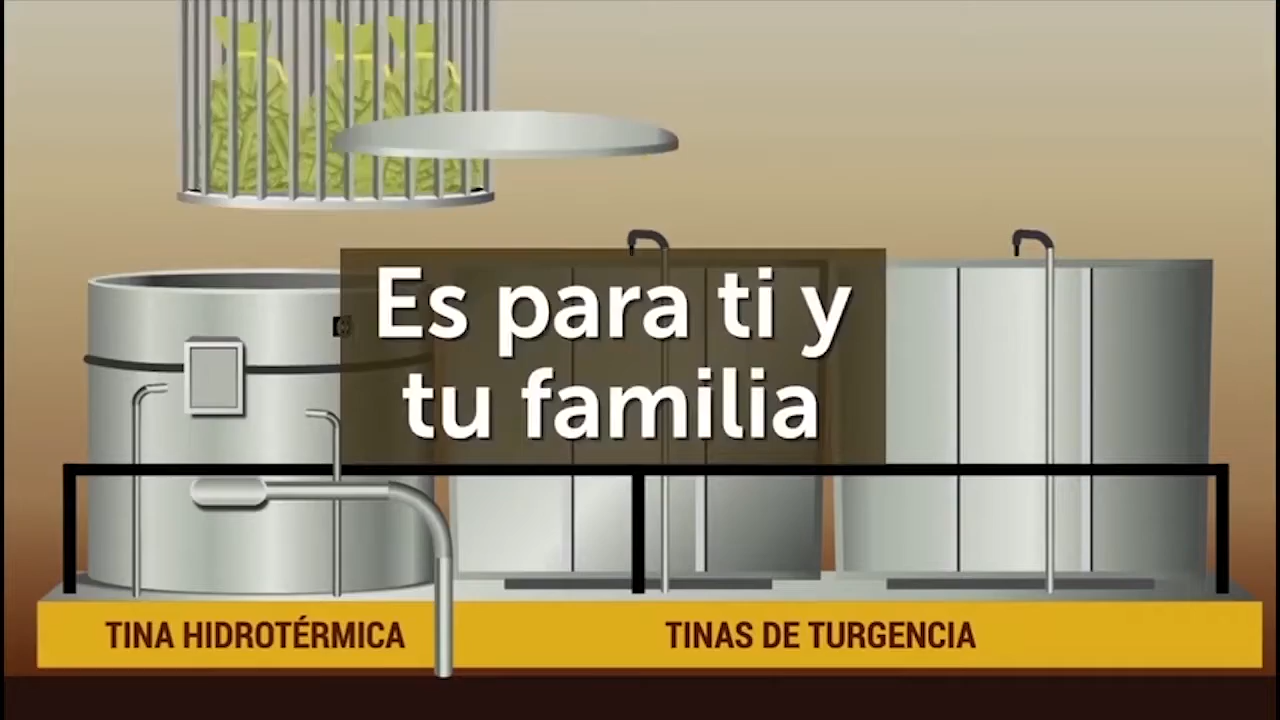 Es para ti y
tu familia
TINA HIDROTÉRMICA
TINAS DE TURGENCIA